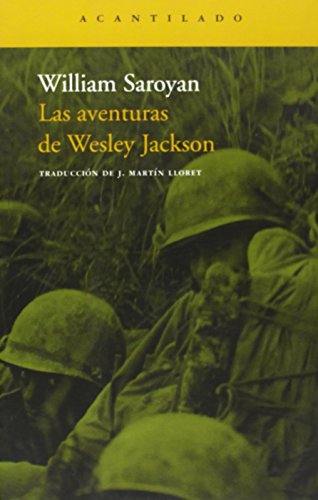 ACANTILADO
William Saroyan
Las aventuras
de Wesley Jackson
TRADUCCIÓN DE J. MARTÍN LLORET